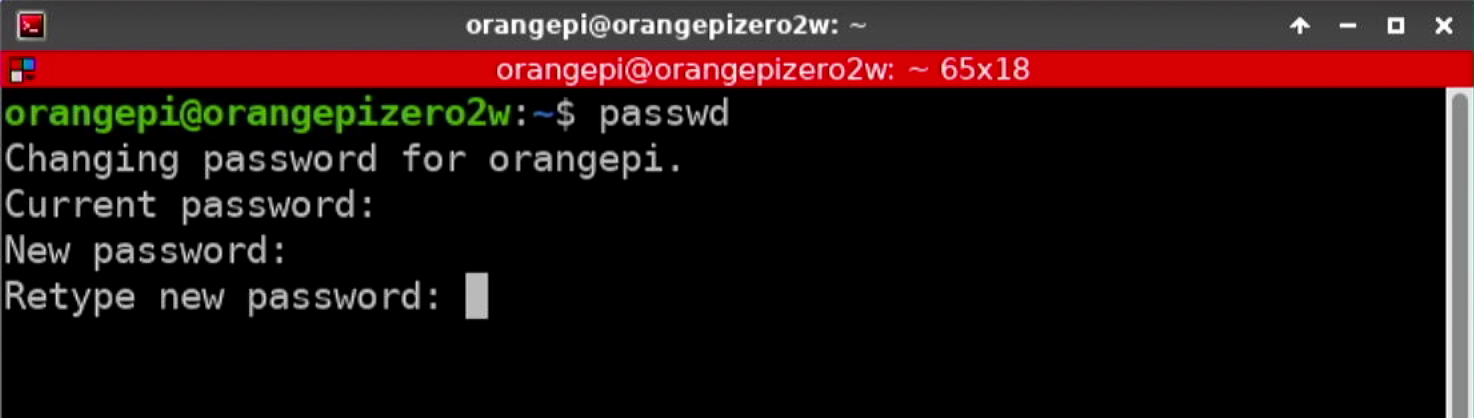 orangepi@orangepizero2w: ~
orangepi@orangepizero2w: ~ 65x18
orangepi@orangepizero2w:~$ passwd
Changing password for orangepi.
Current password:
New password:
Retype new password: